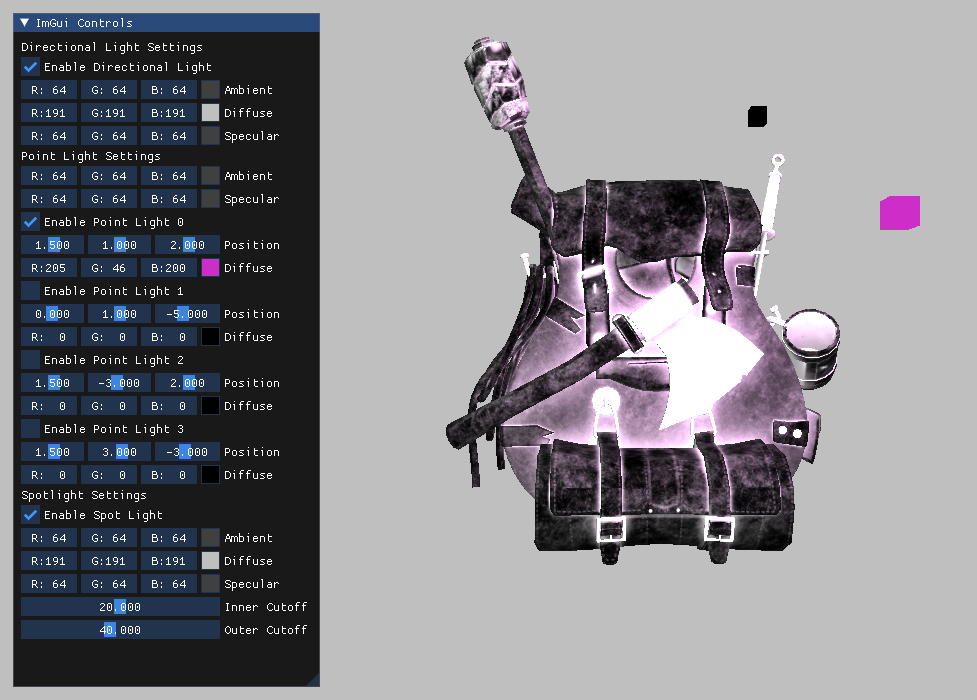 ImGui Controls
Directional Light Settings
Enable Directional Light
R: 64 G: 64 B: 64 Ambient
R:191 G:191 B:191 Diffuse
R: 64 G: 64 B: 64 Specular
Point Light Settings
R: 64 G: 64 B: 64 Ambient
R: 64 G: 64 B: 64 Specular
Enable Point Light 0
1.500 1.000 2.000 Position
R:205 G: 46 B:200 Diffuse
Enable Point Light 1
0.000 1.000 -5.000 Position
R: 0 G: 0 B: 0 Diffuse
Enable Point Light 2
1.500 -3.000 2.000 Position
R: 0 G: 0 B: 0 Diffuse
Enable Point Light 3
1.500 3.000 -3.000 Position
R: 0 G: 0 B: 0 Diffuse
Spotlight Settings
Enable Spot Light
R: 64 G: 64 B: 64 Ambient
R:191 G:191 B:191 Diffuse
R: 64 G: 64 B: 64 Specular
20.000 Inner Cutoff
40.000 Outer Cutoff